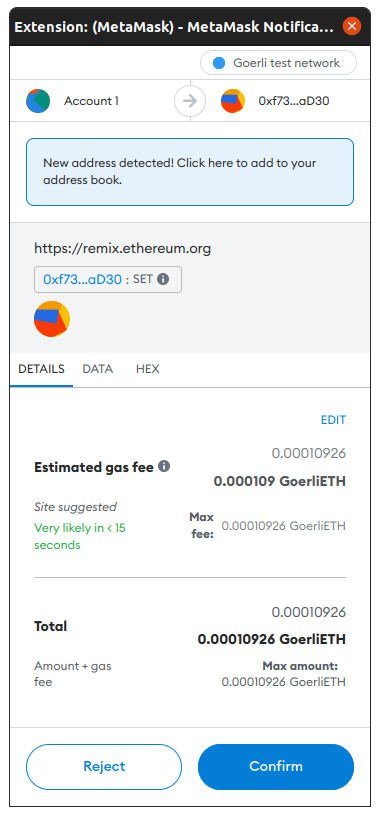 Extension: (MetaMask) - MetaMask Notifica...
Goerli test network
Account 1
0xf73...aD30
New address detected! Click here to add to your
address book.
https://remix.ethereum.org
0xf73...aD30 : SET
DETAILS DATA HEX
EDIT
0.00010926
Estimated gas fee
0.000109 GoerliETH
Site suggested
Very likely in < 15
seconds
Max
fee: 0.00010926 GoerliETH
0.00010926
Total
0.00010926 GoerliETH
Amount + gas
fee
Max amount:
0.00010926 GoerliETH
Reject
Confirm